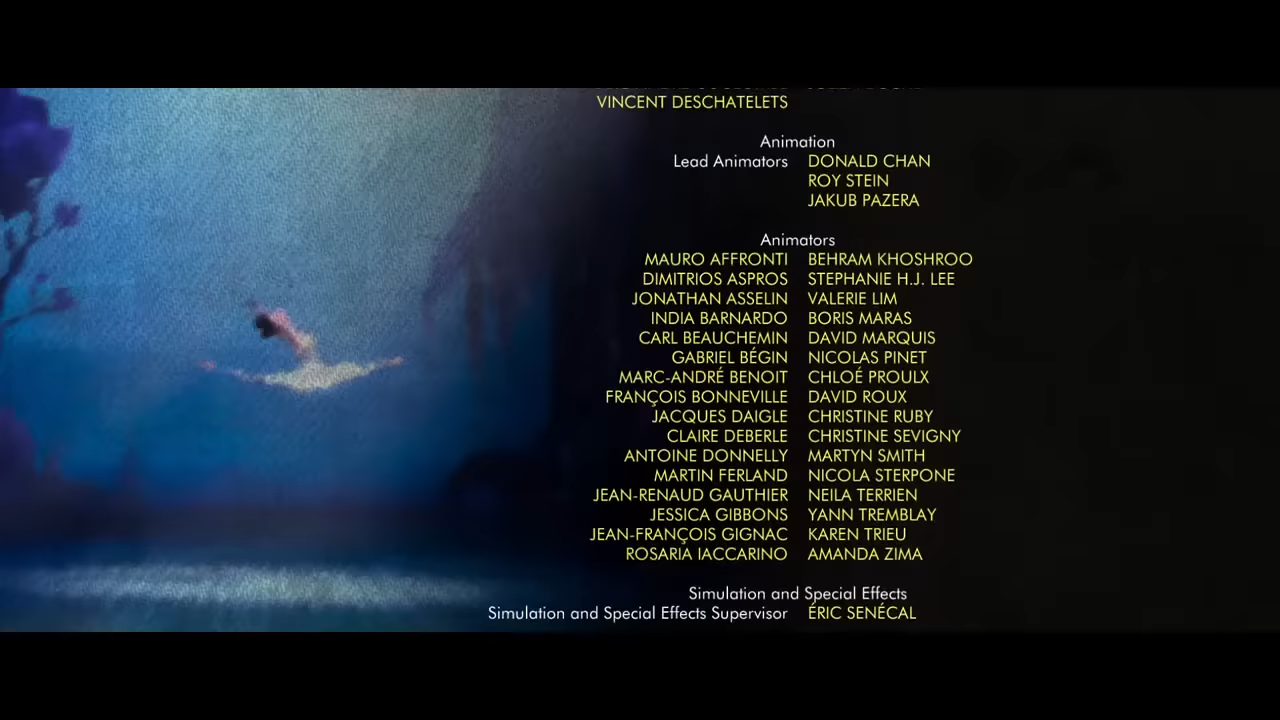 VINCENT DESCHATELETS
Animation
Lead Animators DONALD CHAN
ROY STEIN
JAKUB PAZERA
Animators
MAURO AFFRONTI BEHRAM KHOSHROO
DIMITRIOS ASPROS STEPHANIE H.J. LEE
JONATHAN ASSELIN VALERIE LIM
INDIA BARNARDO BORIS MARAS
CARL BEAUCHEMIN DAVID MARQUIS
GABRIEL BÉGIN NICOLAS PINET
MARC-ANDRÉ BENOIT CHLOÉ PROULX
FRANÇOIS BONNEVILLE DAVID ROUX
JACQUES DAIGLE CHRISTINE RUBY
CLAIRE DEBERLE CHRISTINE SEVIGNY
ANTOINE DONNELLY MARTYN SMITH
MARTIN FERLAND NICOLA STERPONE
JEAN-RENAUD GAUTHIER NEILA TERRIEN
JESSICA GIBBONS YANN TREMBLAY
JEAN-FRANÇOIS GIGNAC KAREN TRIEU
ROSARIA IACCARINO AMANDA ZIMA
Simulation and Special Effects
Simulation and Special Effects Supervisor ÉRIC SENÉCAL